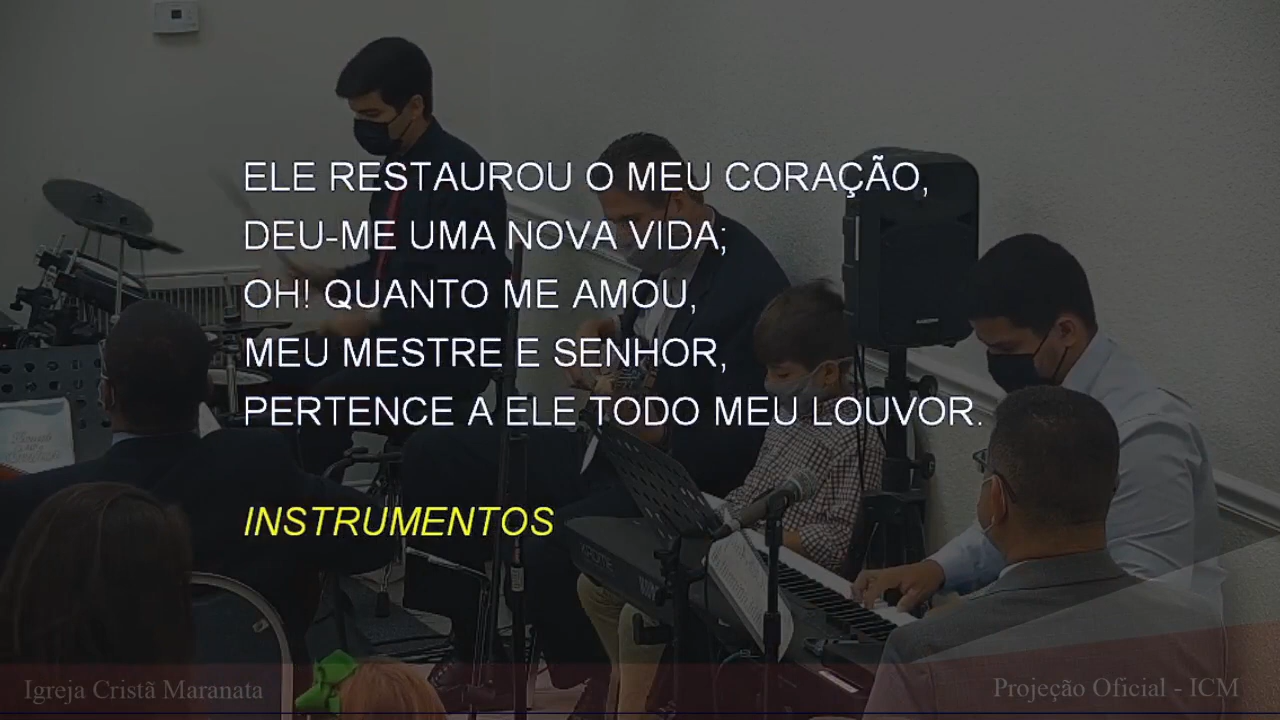 ELE RESTAUROU O MEU CORAÇÃO,
DEU-ME UMA NOVA VIDA;
OH! QUANTO ME AMOU,
MEU MESTRE E SENHOR,
PERTENCE A ELE TODO MEU LOUVOR.
INSTRUMENTOS
Igreja Cristã Maranata
Projeção Oficial - ICM